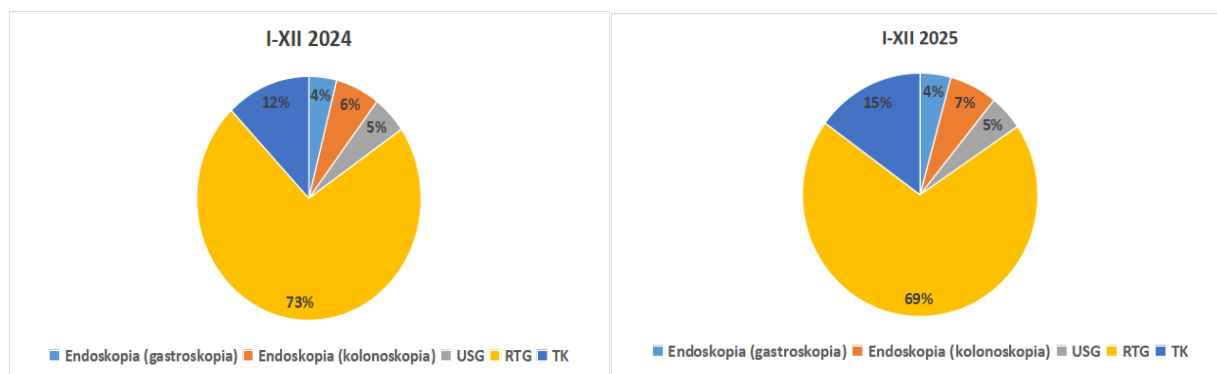 I-XII 2024
12%
4%
6%
5%
73%
Endoskopia (gastroskopia) Endoskopia (kolonoskopia) USG RTG TK
I-XII 2025
15%
4%
7%
5%
69%
Endoskopia (gastroskopia) Endoskopia (kolonoskopia) USG RTG TK